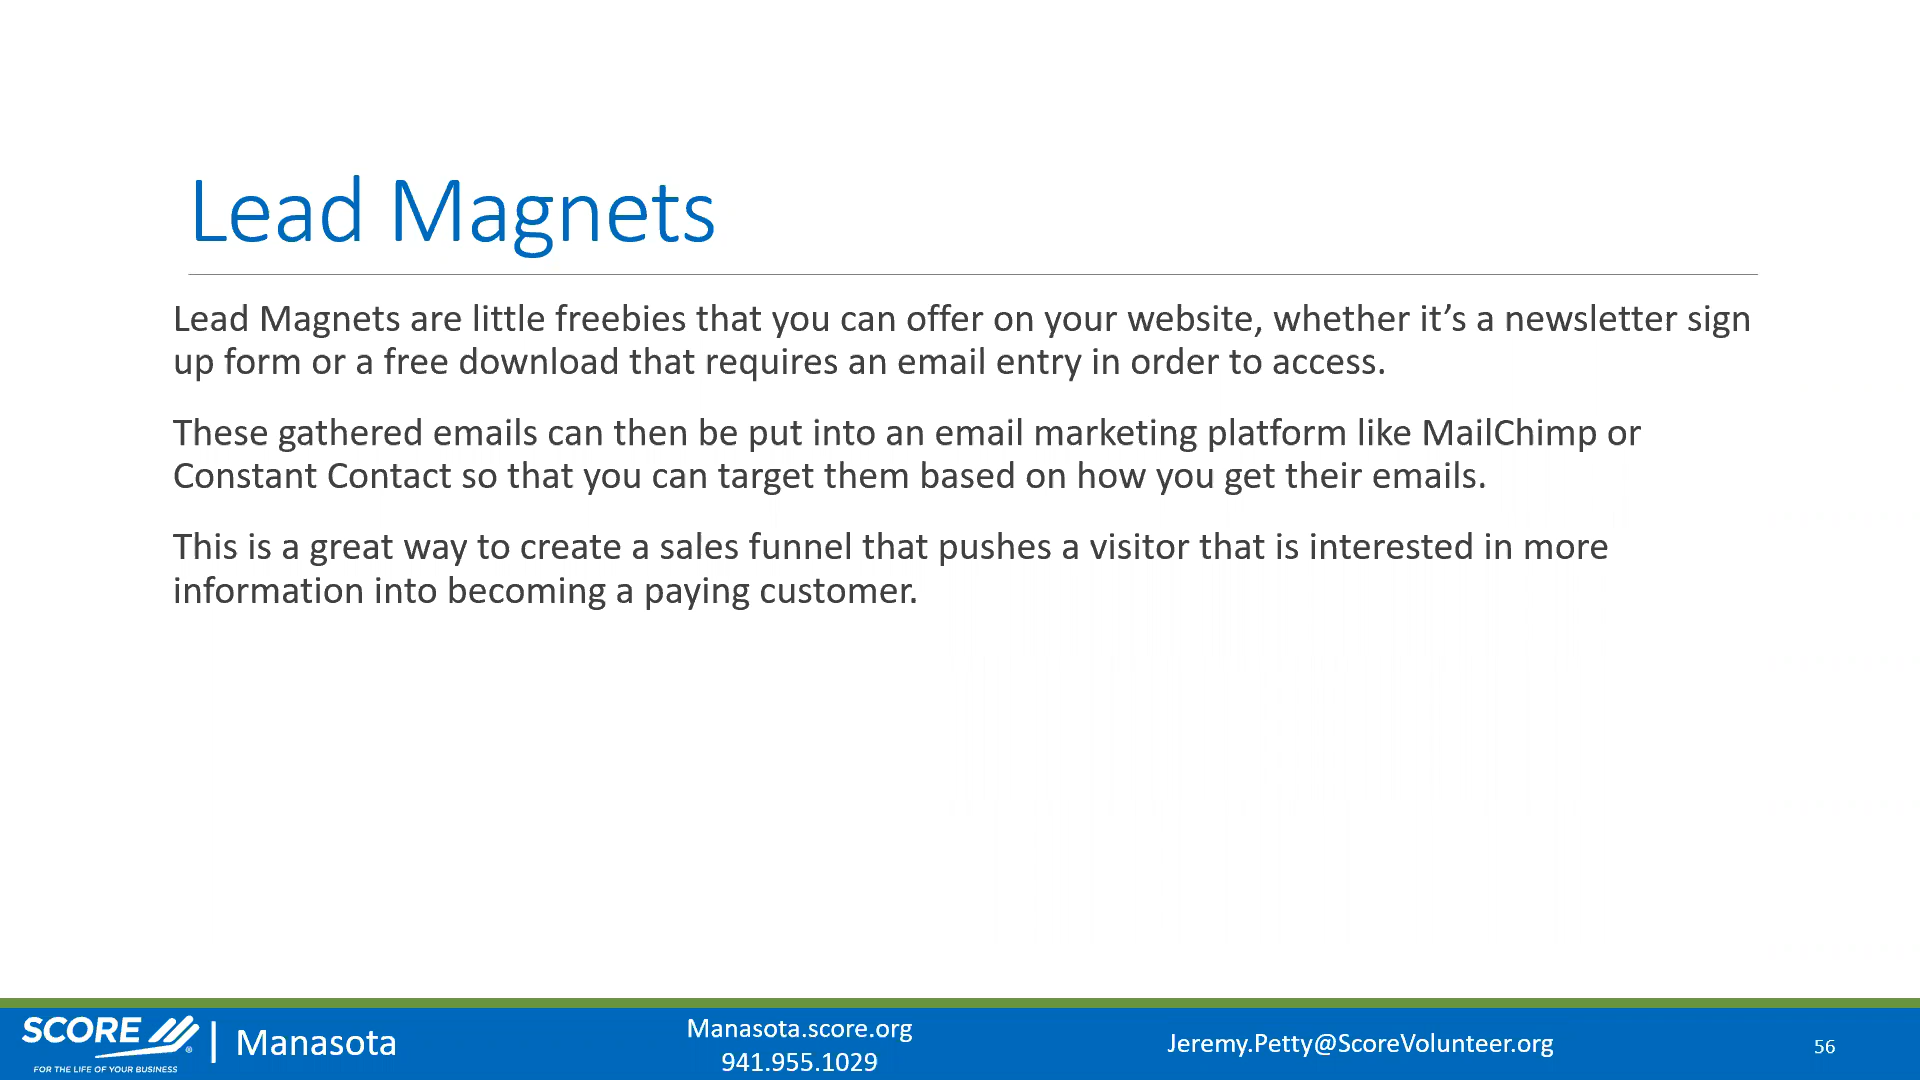 Lead Magnets
Lead Magnets are little freebies that you can offer on your website, whether it’s a newsletter sign
up form or a free download that requires an email entry in order to access.
These gathered emails can then be put into an email marketing platform like MailChimp or
Constant Contact so that you can target them based on how you get their emails.
This is a great way to create a sales funnel that pushes a visitor that is interested in more
information into becoming a paying customer.
SCORE ® | Manasota
FOR THE LIFE OF YOUR BUSINESS
Manasota.score.org
941.955.1029
Jeremy.Petty@ScoreVolunteer.org
56